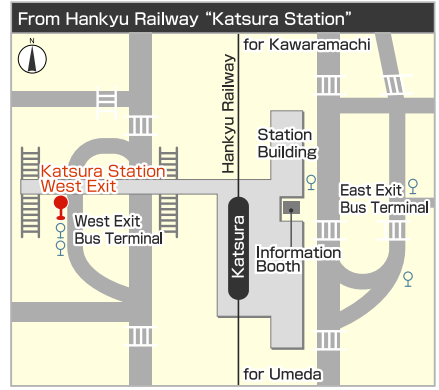 From Hankyu Railway “Katsura Station”
N
for Kawaramachi
Hankyu Railway
Station
Building
Katsura Station
West Exit
East Exit
Bus Terminal
West Exit
Bus Terminal
Katsura
Information
Booth
for Umeda